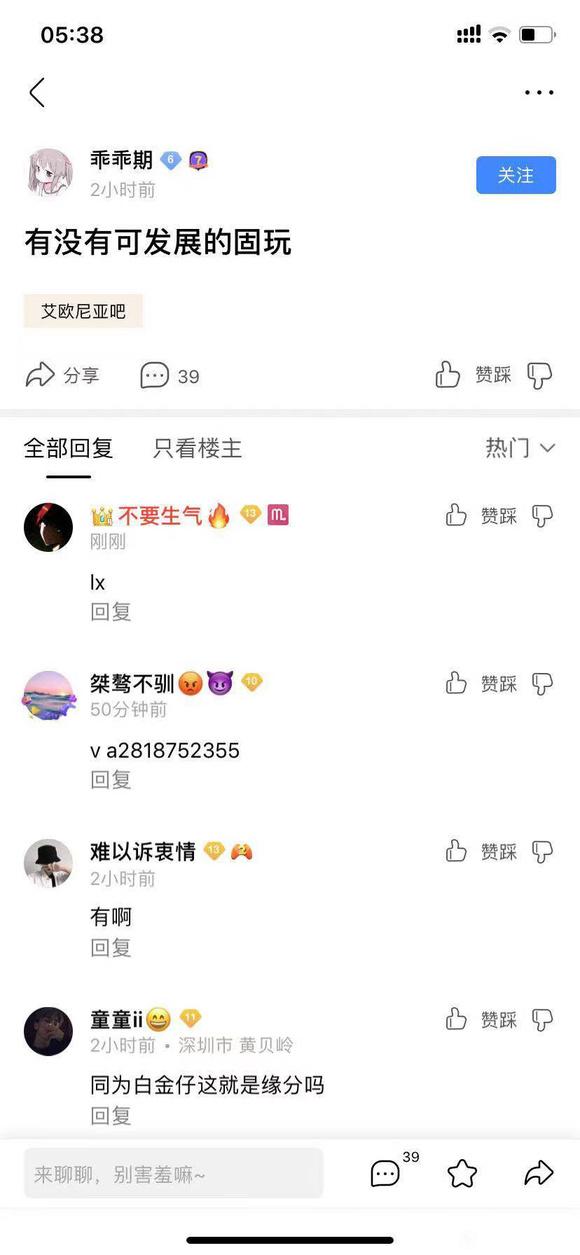 05:38
乖乖期 6 7
2小时前
关注
有没有可发展的固玩
艾欧尼亚吧
分享 39 赞踩
全部回复 只看楼主 热门
不要生气 13
赞踩
刚刚
lx
回复
桀骜不驯 10
赞踩
50分钟前
v a2818752355
回复
难以诉衷情 13
赞踩
2小时前
有啊
回复
童童ii 11
赞踩
2小时前 • 深圳市 黄贝岭
同为白金仔这就是缘分吗
回复
来聊聊，别害羞嘛~
39